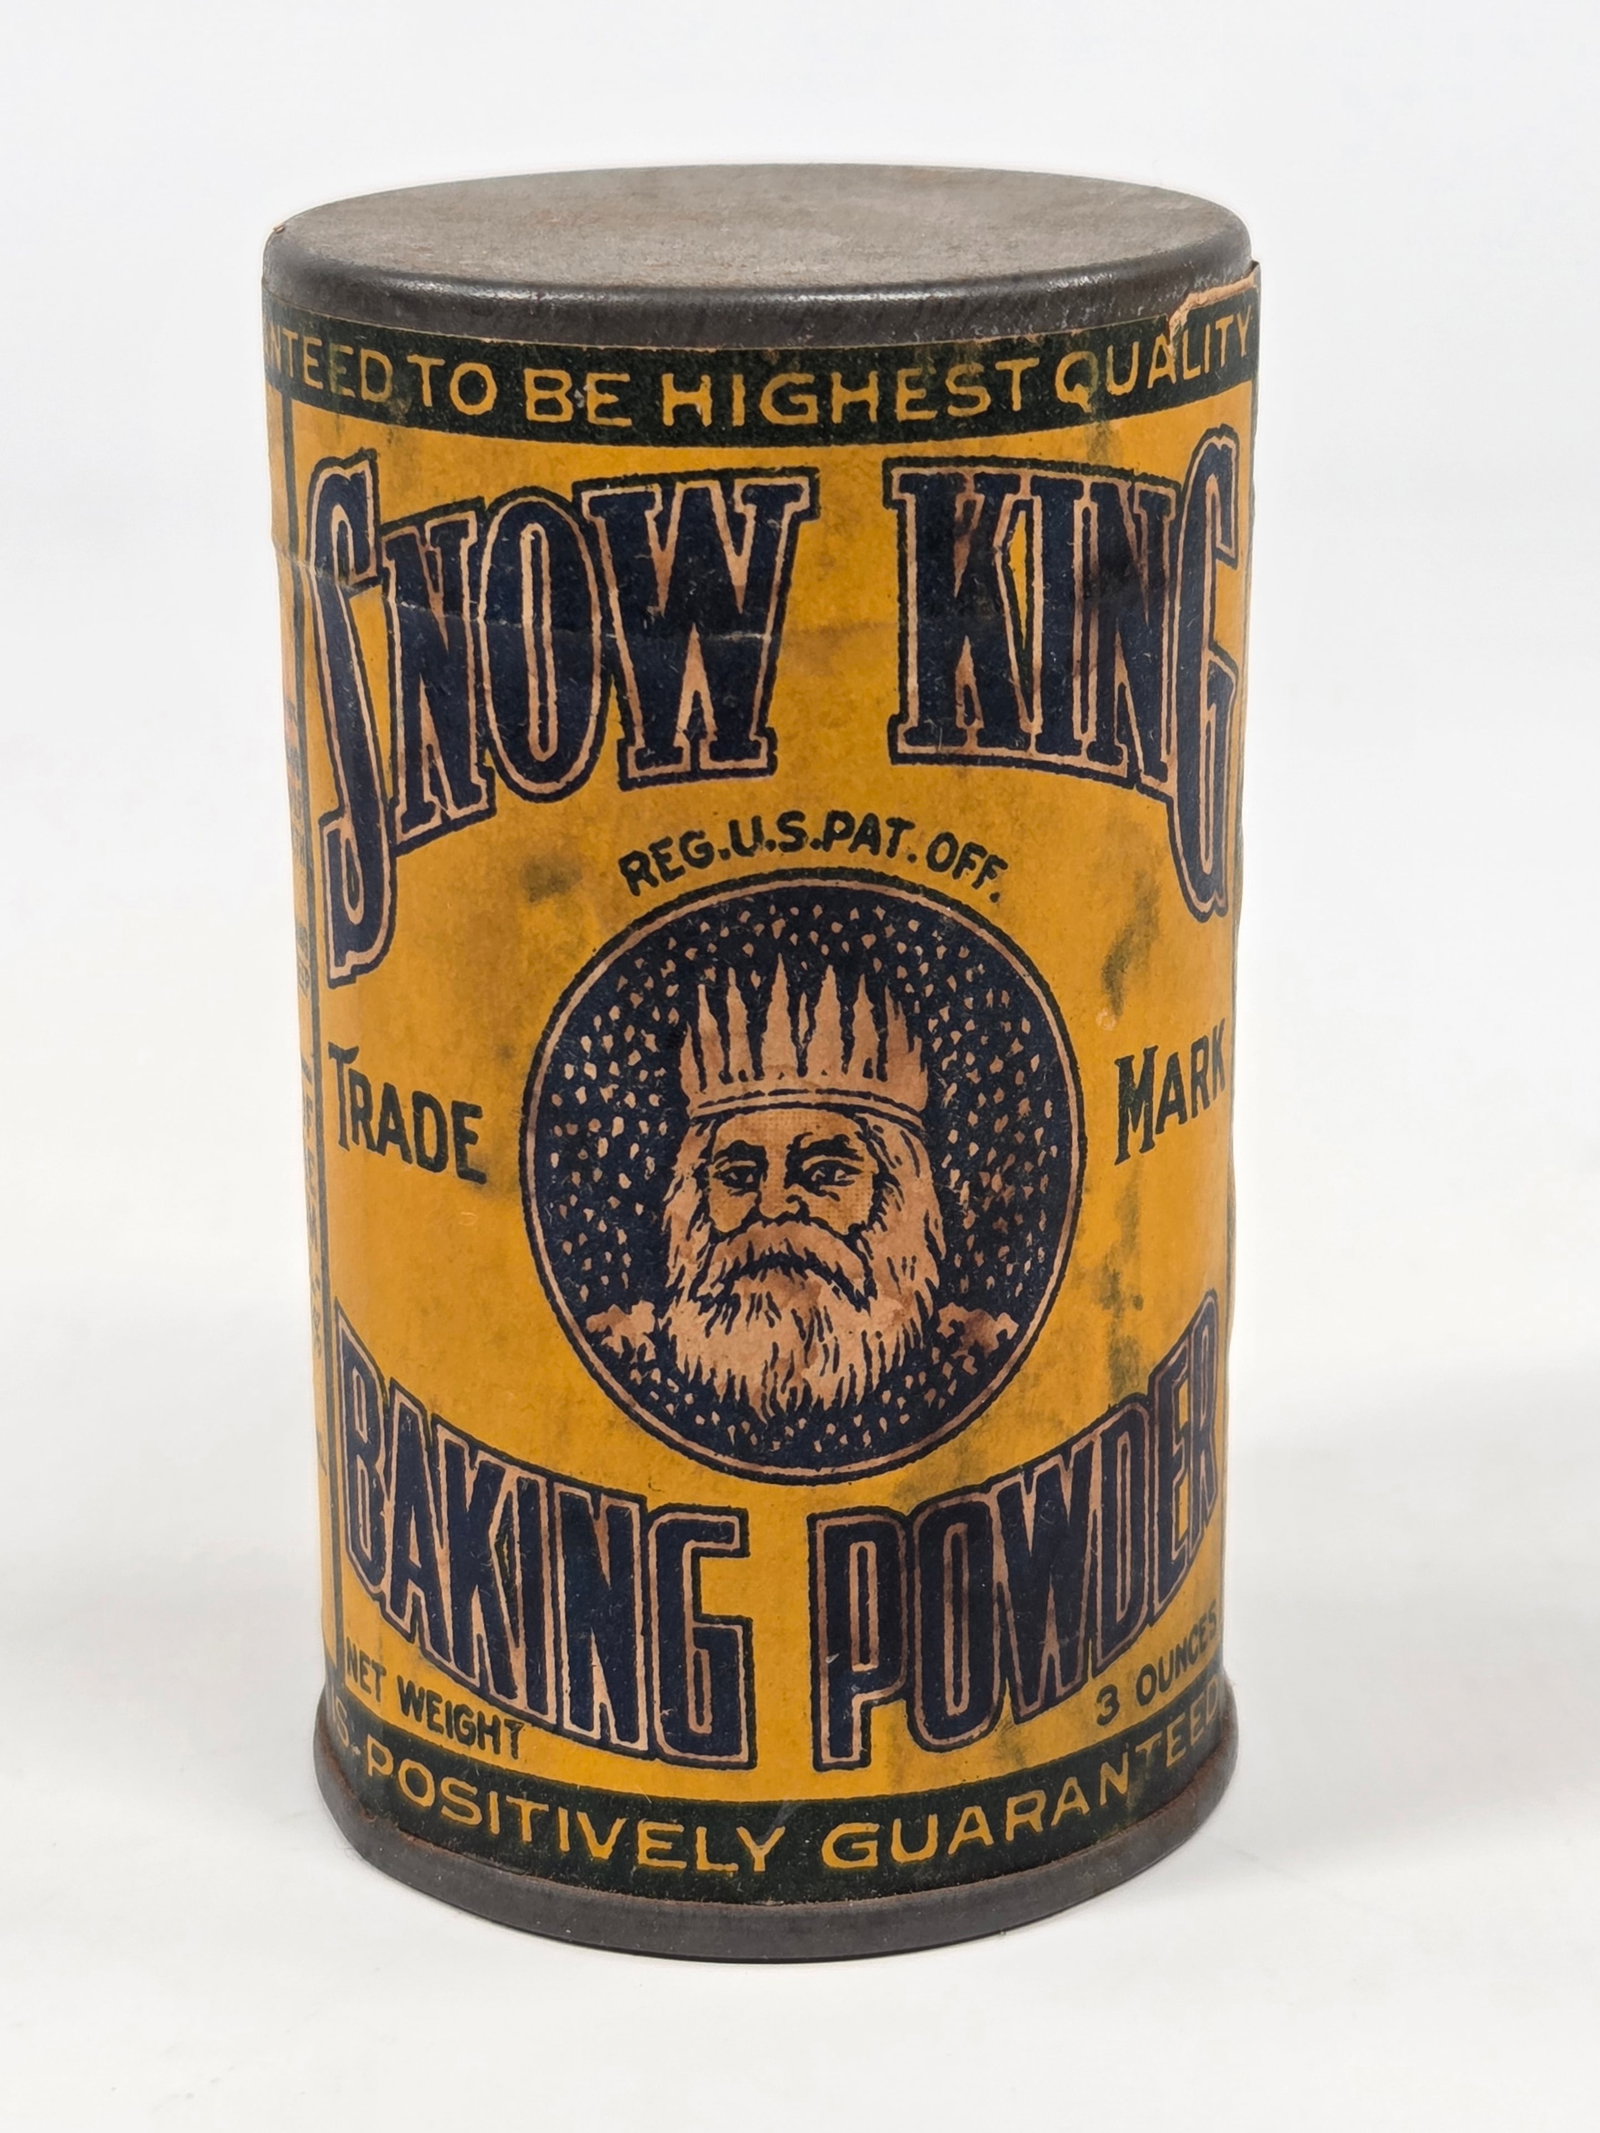 TO BE HIGHEST QUALITY
SNOW KING
REG.U.S.PAT.OFF.
TRADE MARK
BAKING POWDER
NET WEIGHT 3 OUNCES
POSITIVELY GUARANTEED